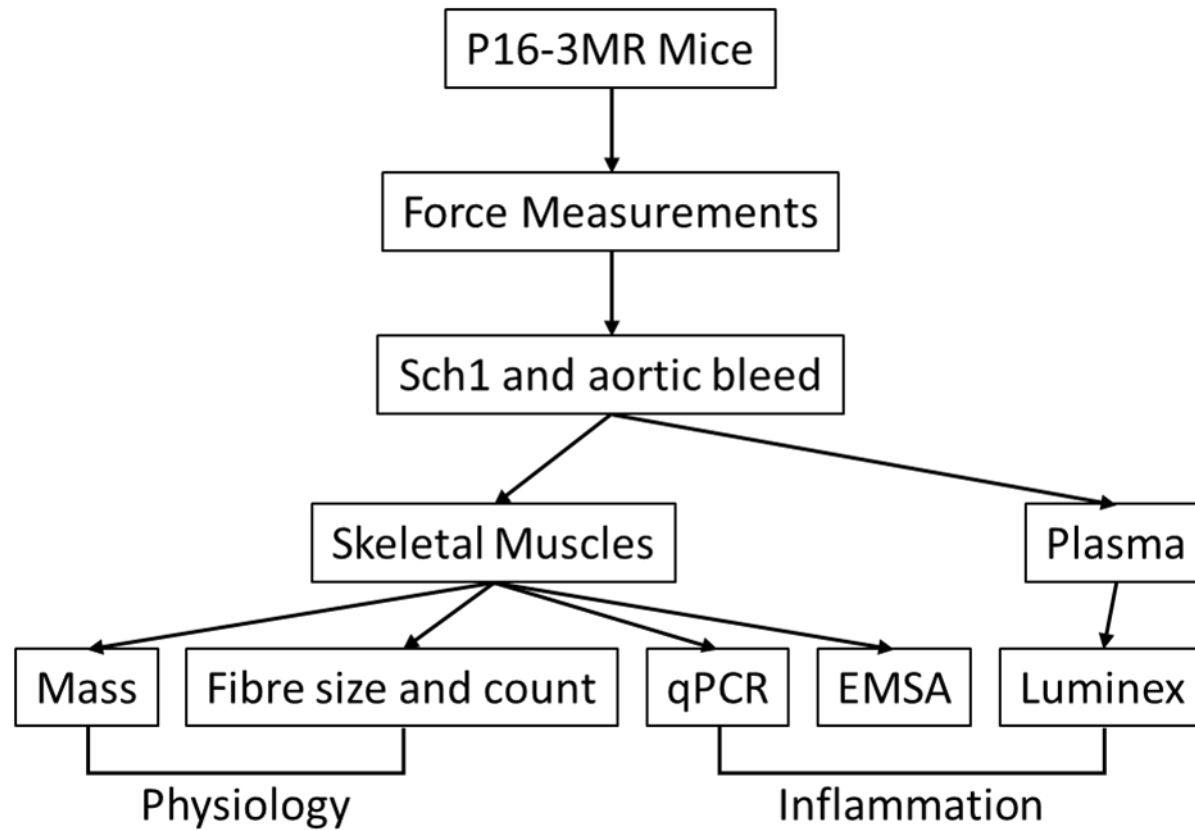 P16-3MR Mice
Force Measurements
Sch1 and aortic bleed
Skeletal Muscles
Plasma
Mass
Fibre size and count
qPCR
EMSA
Luminex
Physiology
Inflammation